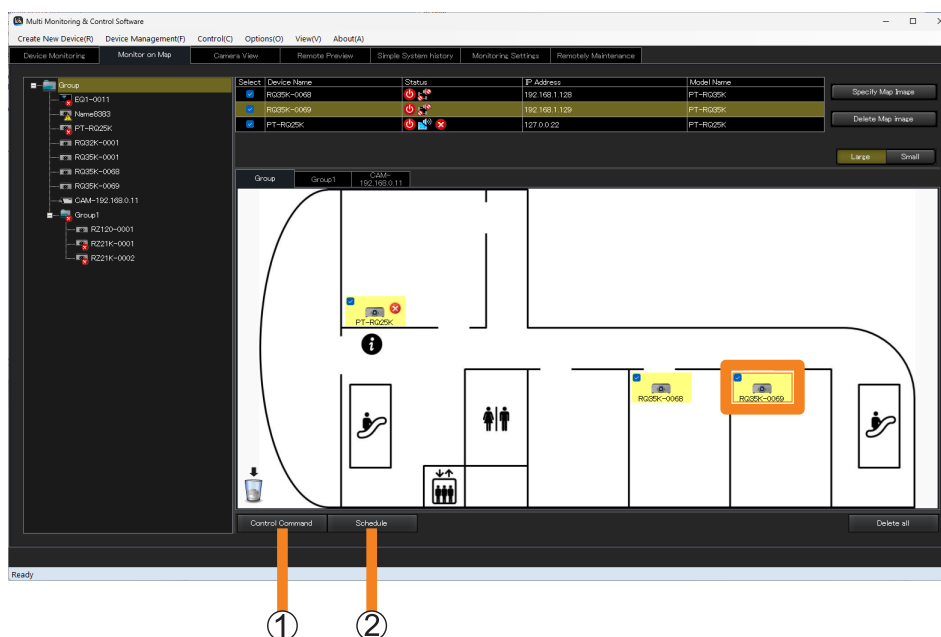 Multi Monitoring & Control Software
Create New Device(R) Device Management(F) Control(C) Options(O) View(V) About(A)
Device Monitoring Monitor on Map Camera View Remote Preview Simple System history Monitoring Settings Remotely Maintenance
Group
EQ1-0011
Name8383
PT-RQ25K
RQ32K-0001
RQ35K-0001
RQ35K-0068
RQ35K-0069
CAM-192.168.0.11
Group1
RZ120-0001
RZ21K-0001
RZ21K-0002
Select Device Name Status IP Address Model Name
RQ35K-0068 192.168.1.128 PT-RQ35K
RQ35K-0069 192.168.1.129 PT-RQ35K
PT-RQ25K 127.0.0.22 PT-RQ25K
Specify Map Image
Delete Map image
Large Small
Group Group1 CAM-
192.168.0.11
PT-RQ25K
i
RQ35K-0068
RQ35K-0069
Control Command Schedule Delete all
Ready
① ②